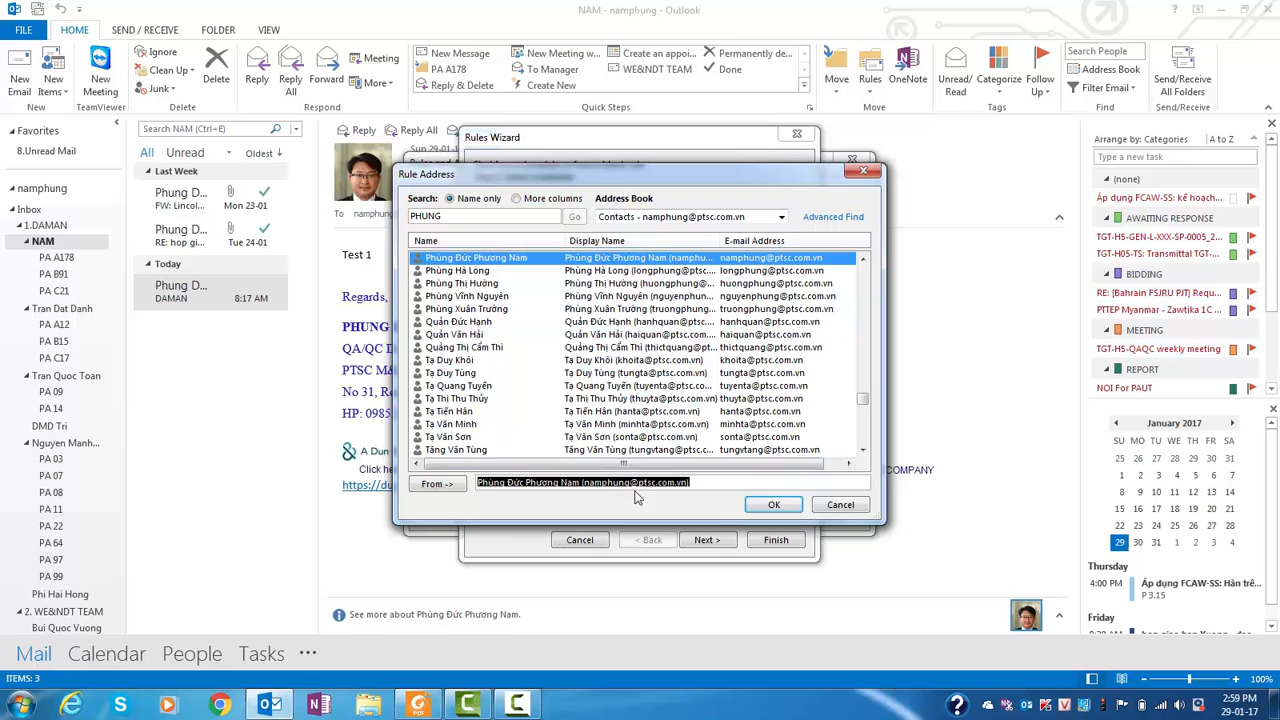 NAM - namphung - Outlook
FILE HOME SEND / RECEIVE FOLDER VIEW
New Email
New Items
New Meeting
Ignore
Clean Up
Junk
Delete
Reply
Reply All
Forward
Meeting
More
New Message
PA A178
Reply & Delete
New Meeting w...
To Manager
Create New
Create an appoi...
WE&NDT TEAM
Permanently de...
Done
Move
Rules
OneNote
Unread/ Read
Categorize
Follow Up
Search People
Address Book
Filter Email
Send/Receive All Folders
New TeamViewer Delete Respond Quick Steps Move Tags Find Send/Receive
Favorites
8.Unread Mail
namphung
Inbox
1.DAMAN
NAM
PA A178
PA B91
PA C21
Tran Dat Danh
PA A12
PA B15
PA C17
Tran Quoc Toan
PA 09
PA 14
DMD Tri
Nguyen Manh...
PA 03
PA 07
PA 08
PA 11
PA 22
PA 64
PA 97
PA 99
Phi Hai Hong
2. WE&NDT TEAM
Bui Quoc Vuong
Search NAM (Ctrl+E)
All Unread Oldest
Last Week
Phung D...
FW: Lincol... Mon 23-01
Phung D...
RE: hop gi... Tue 24-01
Today
Phung D...
DAMAN 8:17 AM
Reply Reply All
Sun 29-01
To namphung
Test 1
Regards,
PHUNG
QA/QC D
PTSC M&
No 31, R
HP: 0985
A Dun
Click he
https://du
COMPANY
See more about Phùng Đức Phương Nam.
Rules Wizard
Cancel < Back Next > Finish
Rule Address
Search: Name only More columns Address Book
PHUNG Go Contacts - namphung@ptsc.com.vn Advanced Find
Name Display Name E-mail Address
Phùng Đức Phương Nam Phùng Đức Phương Nam (namphu... namphung@ptsc.com.vn
Phùng Hà Long Phùng Hà Long (longphung@ptsc... longphung@ptsc.com.vn
Phùng Thị Hường Phùng Thị Hường (huongphung@... huongphung@ptsc.com.vn
Phùng Vĩnh Nguyên Phùng Vĩnh Nguyên (nguyenphun... nguyenphung@ptsc.com.vn
Phùng Xuân Trường Phùng Xuân Trường (truongphung... truongphung@ptsc.com.vn
Quản Đức Hạnh Quản Đức Hạnh (hanhquan@ptsc.... hanhquan@ptsc.com.vn
Quản Văn Hải Quản Văn Hải (haiquan@ptsc.com... haiquan@ptsc.com.vn
Quảng Thị Cẩm Thi Quảng Thị Cẩm Thi (thictquang@pt... thictquang@ptsc.com.vn
Tạ Duy Khôi Tạ Duy Khôi (khoita@ptsc.com.vn) khoita@ptsc.com.vn
Tạ Duy Tùng Tạ Duy Tùng (tungta@ptsc.com.vn) tungta@ptsc.com.vn
Tạ Quang Tuyến Tạ Quang Tuyến (tuyenta@ptsc.co... tuyenta@ptsc.com.vn
Tạ Thị Thu Thủy Tạ Thị Thu Thủy (thuyta@ptsc.com.vn) thuyta@ptsc.com.vn
Tạ Tiến Hân Tạ Tiến Hân (hanta@ptsc.com.vn) hanta@ptsc.com.vn
Tạ Văn Minh Tạ Văn Minh (minhta@ptsc.com.vn) minhta@ptsc.com.vn
Tạ Văn Sơn Tạ Văn Sơn (sonta@ptsc.com.vn) sonta@ptsc.com.vn
Tăng Văn Tùng Tăng Văn Tùng (tungvtang@ptsc.c... tungvtang@ptsc.com.vn
From -> Phùng Đức Phương Nam (namphung@ptsc.com.vn)
OK Cancel
Arrange by: Categories A to Z
Type a new task
(none)
Áp dụng FCAW-SS: kế hoạch...
AWAITING RESPONSE
TGT-H5-GEN-L-XXX-SP-0005_2...
TGT-H05-TS: Transmittal TGT-H5...
BIDDING
RE: [Bahrain FSJRU PJT] Requ...
PTTEP Myanmar - Zawtika 1C ...
MEETING
TGT-H5-QAQC weekly meeting
REPORT
NOI For PAUT
January 2017
SU MO TU WE TH FR SA
25 26 27 28 29 30 31
1 2 3 4 5 6 7
8 9 10 11 12 13 14
15 16 17 18 19 20 21
22 23 24 25 26 27 28
29 30 31 1 2 3 4
5 6 7 8 9 10 11
Thursday
4:00 PM Áp dụng FCAW-SS: Hàn trê...
P 3.15
Friday
Mail Calendar People Tasks
ITEMS: 3
100%
2:59 PM
29-01-17